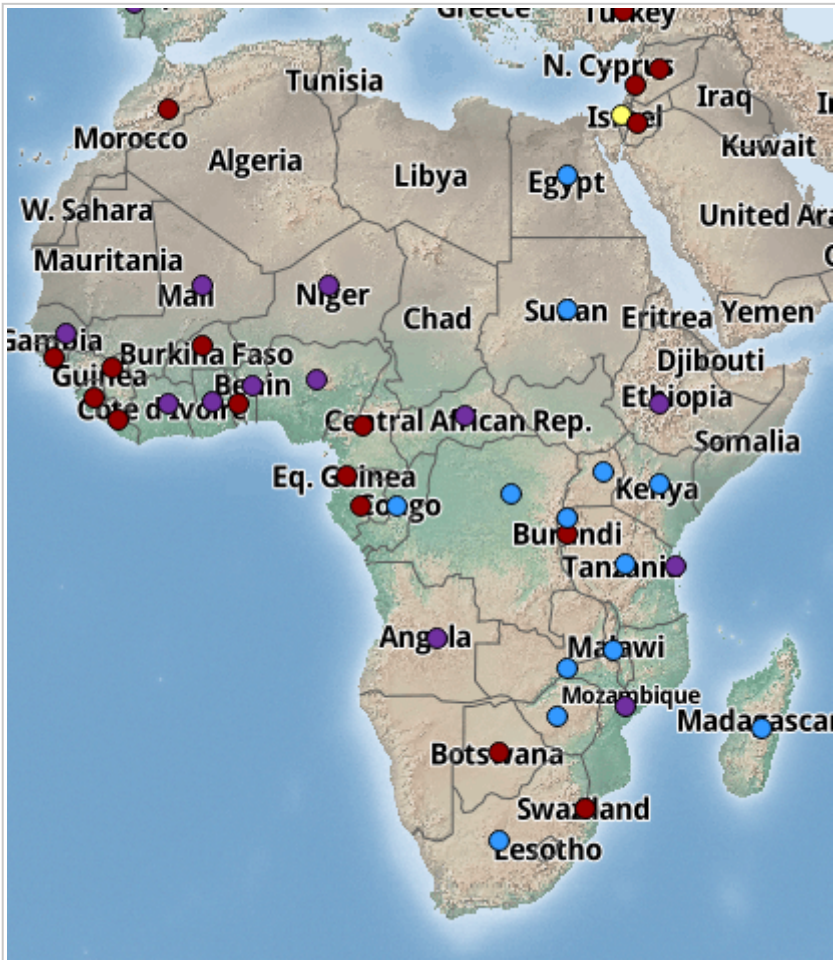 Greece
Turkey
N. Cyprus
Tunisia
Iraq
Israel
Morocco
Kuwait
Algeria
Libya
Egypt
W. Sahara
United Ara
Mauritania
Mali
Niger
Chad
Sudan
Eritrea
Yemen
Gambia
Burkina Faso
Djibouti
Guinea
Benin
Ethiopia
Côte d'Ivoire
Central African Rep.
Somalia
Eq. Guinea
Kenya
Congo
Burundi
Tanzania
Angola
Malawi
Mozambique
Madagascar
Botswana
Swaziland
Lesotho